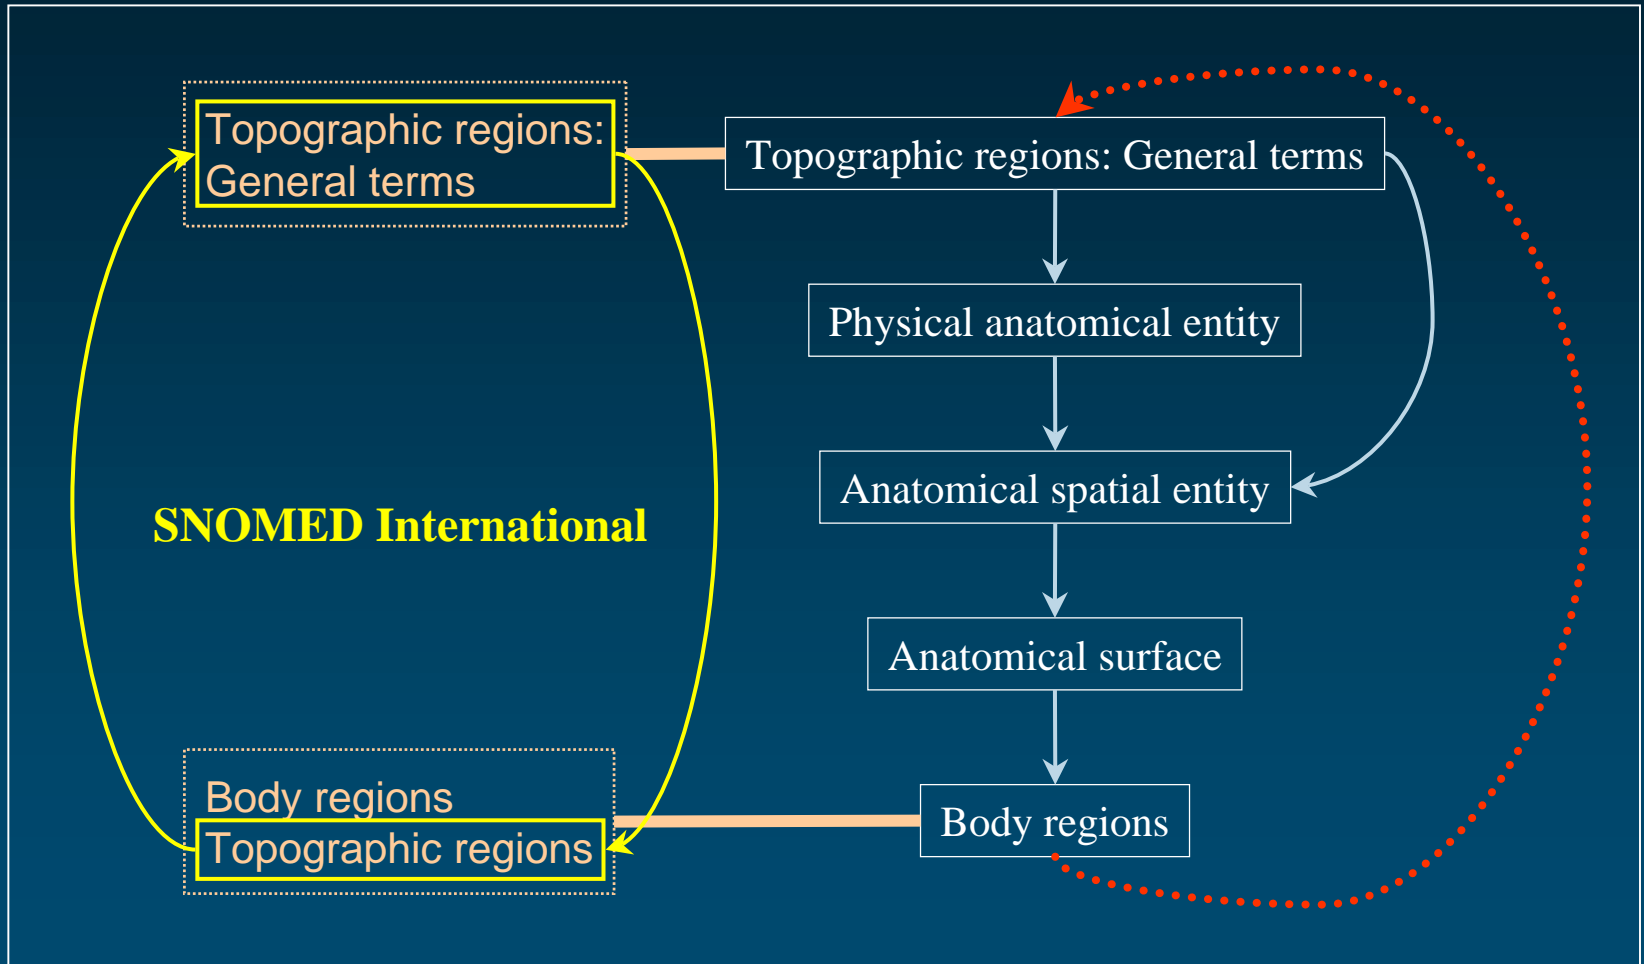 Topographic regions:
General terms
Topographic regions: General terms
Physical anatomical entity
Anatomical spatial entity
SNOMED International
Anatomical surface
Body regions
Topographic regions
Body regions